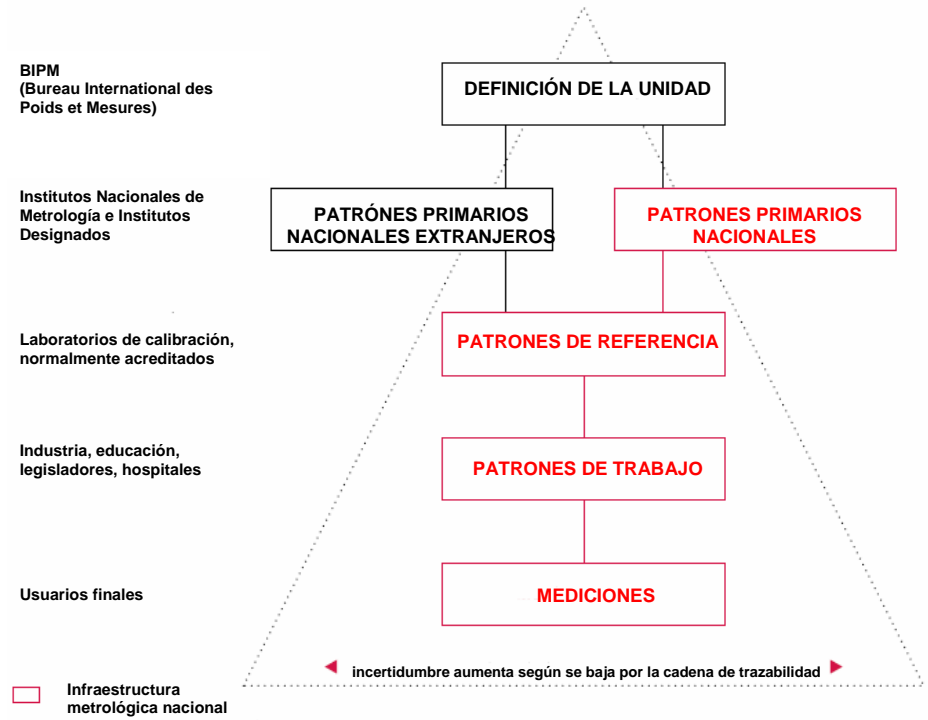 BIPM
(Bureau International des
Poids et Mesures)
DEFINICIÓN DE LA UNIDAD
Institutos Nacionales de
Metrología e Institutos
Designados
PATRÓNES PRIMARIOS
NACIONALES EXTRANJEROS
PATRONES PRIMARIOS
NACIONALES
Laboratorios de calibración,
normalmente acreditados
PATRONES DE REFERENCIA
Industria, educación,
legisladores, hospitales
PATRONES DE TRABAJO
Usuarios finales
MEDICIONES
incertidumbre aumenta según se baja por la cadena de trazabilidad
Infraestructura
metrológica nacional